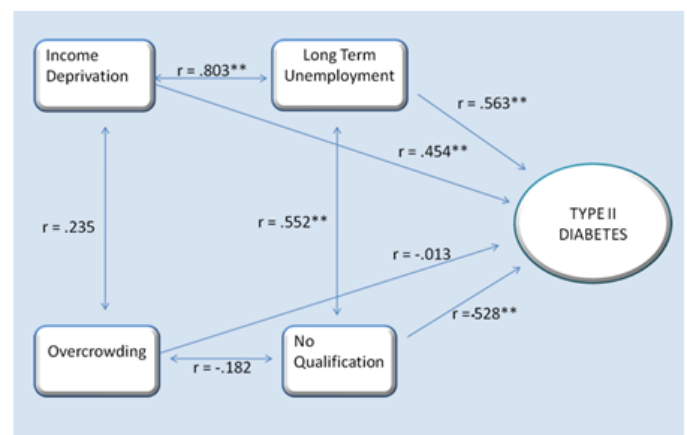 Income
Deprivation
r = .803**
Long Term
Unemployment
r = .563**
r = .454**
r = .235
r = .552**
TYPE II
DIABETES
r = -.013
r =.528**
Overcrowding
r = -.182
No
Qualification